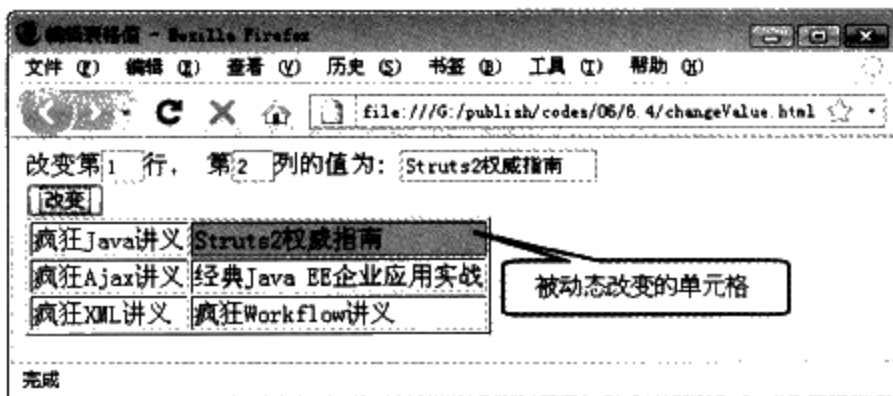 编辑表格值 - Mozilla Firefox
文件 (F) 编辑 (E) 查看 (V) 历史 (S) 书签 (B) 工具 (T) 帮助 (H)
file:///G:/publish/codes/06/6.4/changeValue.html
改变第1行, 第2列的值为: Struts2权威指南
改变
疯狂Java讲义 Struts2权威指南
疯狂Ajax讲义 经典Java EE企业应用实战
疯狂XML讲义 疯狂Workflow讲义
被动态改变的单元格
完成